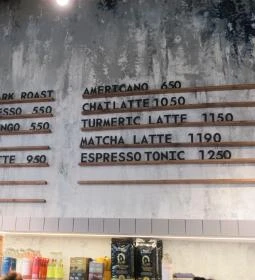 ARK ROAST
ESSO 550
NGO 550
TTE 950
AMERICANO 650
CHAI LATTE 1050
TURMERIC LATTE 1150
MATCHA LATTE 1190
ESPRESSO TONIC 1250